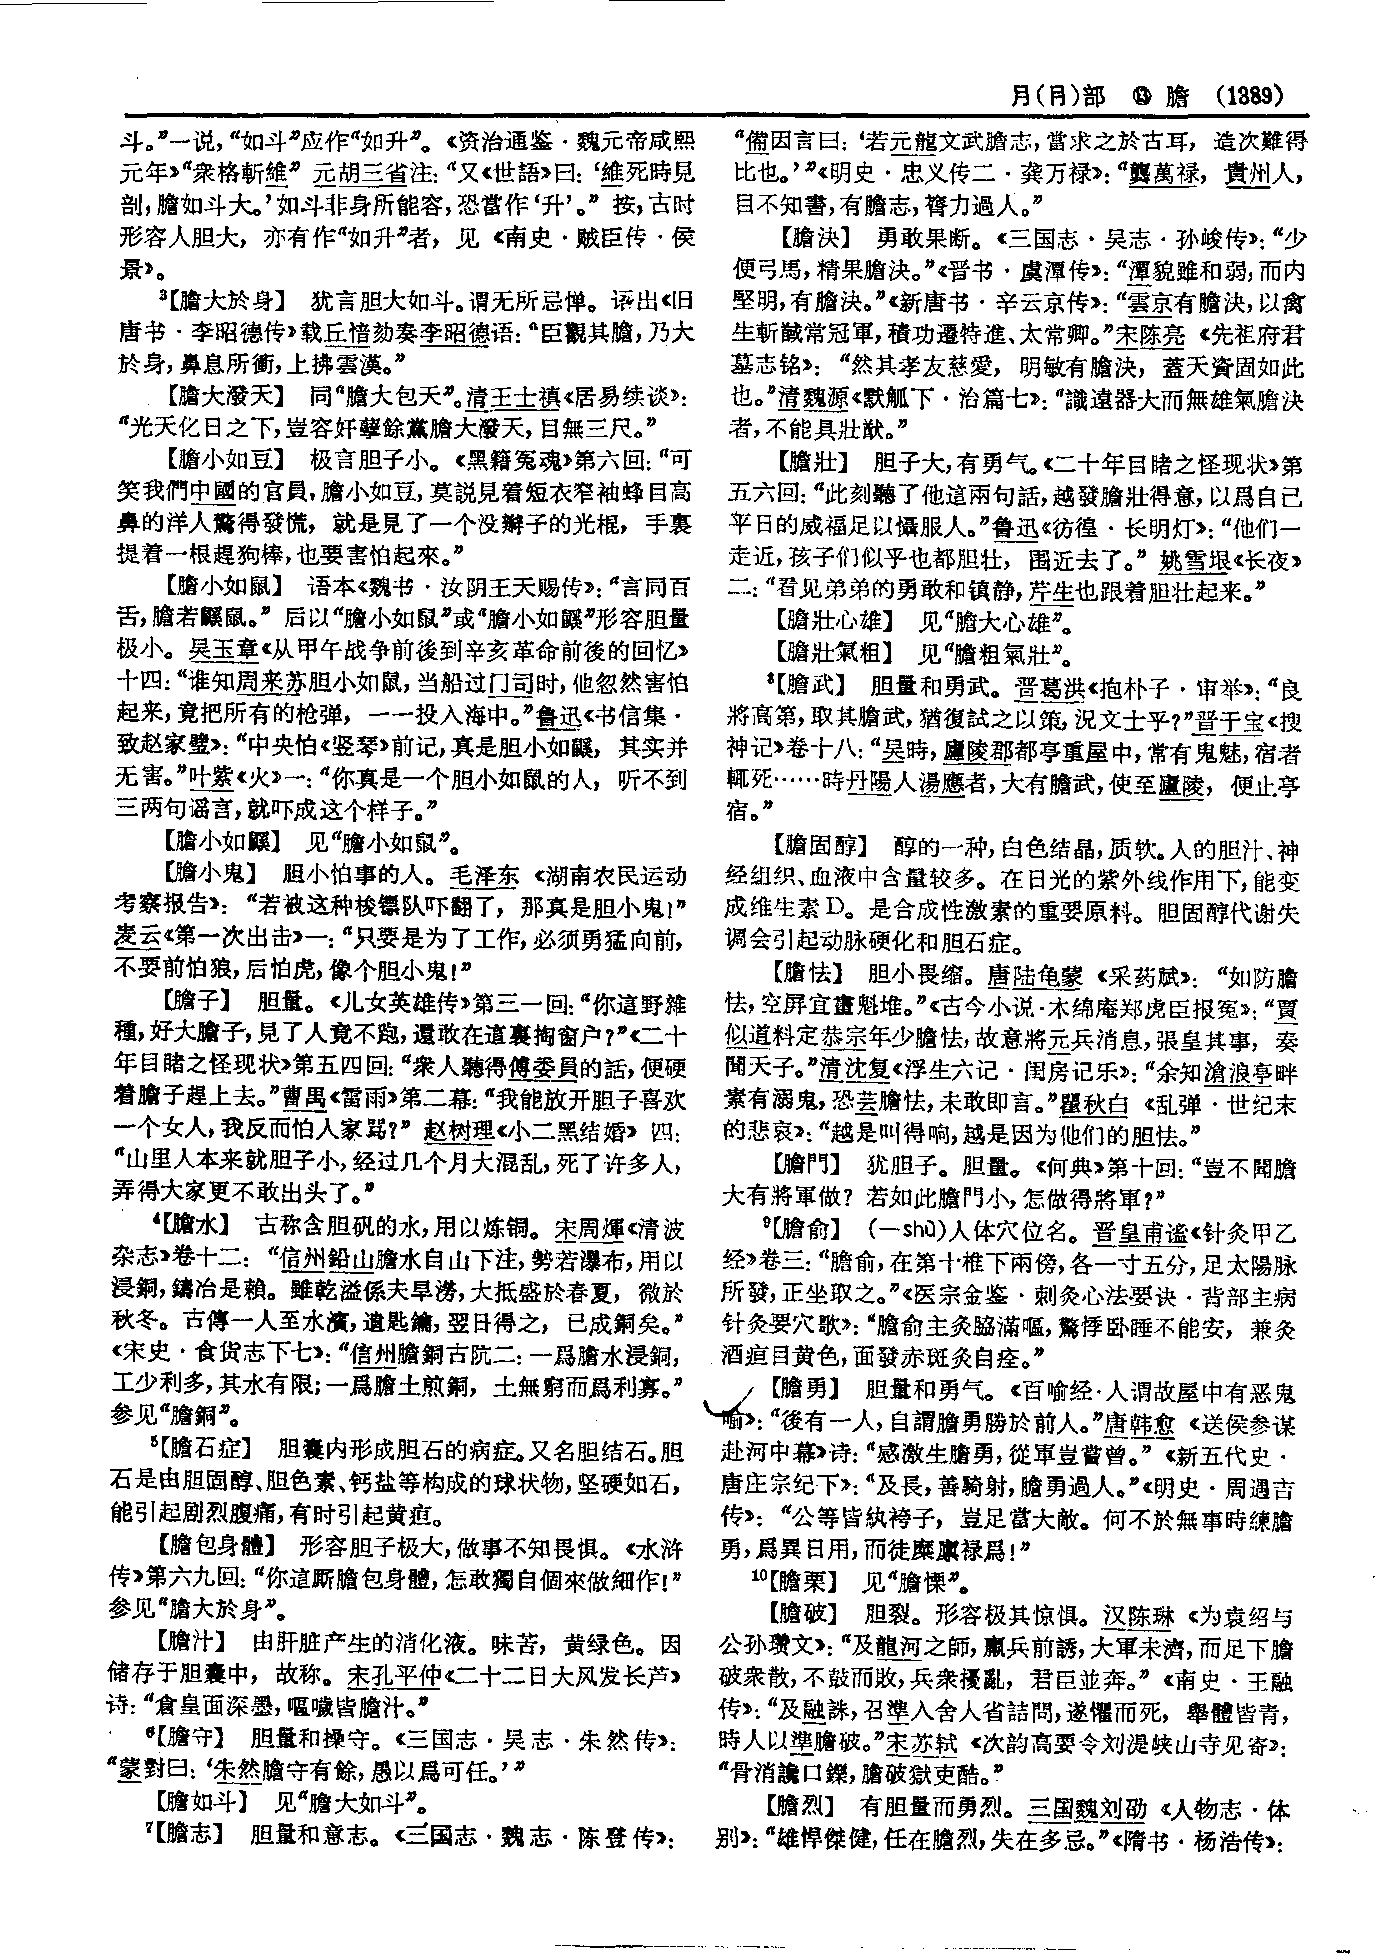 月(月)部 ⑬ 膽 (1389)
斗。”一说，“如斗”应作“如升”。《资治通鉴·魏元帝咸熙
元年》“衆格斬維” 元胡三省注：“又《世語》曰：‘維死時見
剖，膽如斗大。’如斗非身所能容，恐當作‘升’。” 按，古时
形容人胆大，亦有作“如升”者，见《南史·贼臣传·侯
景》。
3【膽大於身】 犹言胆大如斗。谓无所忌惮。语出《旧
唐书·李昭德传》载丘愔劾奏李昭德语：“臣觀其膽，乃大
於身，鼻息所衝，上拂雲漢。”
【膽大潑天】 同“膽大包天”。清王士禛《居易续谈》：
“光天化日之下，豈容奸孽餘黨膽大潑天，目無三尺。”
【膽小如豆】 极言胆子小。《黑籍冤魂》第六回：“可
笑我們中國的官員，膽小如豆，莫説見着短衣窄袖蜂目高
鼻的洋人驚得發慌，就是見了一个没辮子的光棍，手裏
提着一根趕狗棒，也要害怕起來。”
【膽小如鼠】 语本《魏书·汝阴王天赐传》：“言同百
舌，膽若鼷鼠。” 后以“膽小如鼠”或“膽小如鼷”形容胆量
极小。吴玉章《从甲午战争前後到辛亥革命前後的回忆》
十四：“谁知周来苏胆小如鼠，当船过门司时，他忽然害怕
起来，竟把所有的枪弹，一一投入海中。”鲁迅《书信集·
致赵家璧》：“中央怕《竖琴》前记，真是胆小如鼷，其实并
无害。”叶紫《火》一：“你真是一个胆小如鼠的人，听不到
三两句谣言，就吓成这个样子。”
【膽小如鼷】 见“膽小如鼠”。
【膽小鬼】 胆小怕事的人。毛泽东《湖南农民运动
考察报告》：“若被这种梭镖队吓翻了，那真是胆小鬼！”
麦云《第一次出击》一：“只要是为了工作，必须勇猛向前，
不要前怕狼，后怕虎，像个胆小鬼！”
【膽子】 胆量。《儿女英雄传》第三一回：“你這野雜
種，好大膽子，見了人竟不跑，還敢在這裏掏窗户？”《二十
年目睹之怪现状》第五四回：“衆人聽得傅委員的話，便硬
着膽子趕上去。”曹禺《雷雨》第二幕：“我能放开胆子喜欢
一个女人，我反而怕人家骂？” 赵树理《小二黑结婚》四：
“山里人本来就胆子小，经过几个月大混乱，死了许多人，
弄得大家更不敢出头了。”
4【膽水】 古称含胆矾的水，用以炼铜。宋周煇《清波
杂志》卷十二：“信州鉛山膽水自山下注，勢若瀑布，用以
浸銅，鑄冶是賴。雖乾溢係夫旱澇，大抵盛於春夏，微於
秋冬。古傳一人至水濱，遺匙鑰，翌日得之，已成銅矣。”
《宋史·食货志下七》：“信州膽銅古阬二：一爲膽水浸銅，
工少利多，其水有限；一爲膽土煎銅，土無窮而爲利寡。”
参见“膽銅”。
5【膽石症】 胆囊内形成胆石的病症。又名胆结石。胆
石是由胆固醇、胆色素、钙盐等构成的球状物，坚硬如石，
能引起剧烈腹痛，有时引起黄疸。
【膽包身體】 形容胆子极大，做事不知畏惧。《水浒
传》第六九回：“你這厮膽包身體，怎敢獨自個來做細作！”
参见“膽大於身”。
【膽汁】 由肝脏产生的消化液。味苦，黄绿色。因
储存于胆囊中，故称。宋孔平仲《二十二日大风发长芦》
诗：“倉皇面深墨，嘔噦皆膽汁。”
6【膽守】 胆量和操守。《三国志·吴志·朱然传》：
“蒙對曰：‘朱然膽守有餘，愚以爲可任。’”
【膽如斗】 见“膽大如斗”。
7【膽志】 胆量和意志。《三国志·魏志·陈登传》：
“備因言曰：‘若元龍文武膽志，當求之於古耳，造次難得
比也。’”《明史·忠义传二·龚万禄》：“龔萬禄，貴州人，
目不知書，有膽志，膂力過人。”
【膽決】 勇敢果断。《三国志·吴志·孙峻传》：“少
便弓馬，精果膽決。”《晋书·虞潭传》：“潭貌雖和弱，而内
堅明，有膽決。”《新唐书·辛云京传》：“雲京有膽決，以禽
生斬馘常冠軍，積功遷特進、太常卿。”宋陈亮《先祖府君
墓志铭》：“然其孝友慈愛，明敏有膽決，蓋天資固如此
也。”清魏源《默觚下·治篇七》：“識遠器大而無雄氣膽決
者，不能具壯猷。”
【膽壯】 胆子大，有勇气。《二十年目睹之怪现状》第
五六回：“此刻聽了他這兩句話，越發膽壯得意，以爲自己
平日的威福足以懾服人。”鲁迅《彷徨·长明灯》：“他们一
走近，孩子们似乎也都胆壮，围近去了。” 姚雪垠《长夜》
二：“看见弟弟的勇敢和镇静，芹生也跟着胆壮起来。”
【膽壯心雄】 见“膽大心雄”。
【膽壯氣粗】 见“膽粗氣壯”。
8【膽武】 胆量和勇武。晋葛洪《抱朴子·审举》：“良
將高第，取其膽武，猶復試之以策，況文士乎？”晋干宝《搜
神记》卷十八：“吴時，廬陵郡都亭重屋中，常有鬼魅，宿者
輒死……時丹陽人湯應者，大有膽武，使至廬陵，便止亭
宿。”
【膽固醇】 醇的一种，白色结晶，质软。人的胆汁、神
经组织、血液中含量较多。在日光的紫外线作用下，能变
成维生素D。是合成性激素的重要原料。胆固醇代谢失
调会引起动脉硬化和胆石症。
【膽怯】 胆小畏缩。唐陆龟蒙《采药赋》：“如防膽
怯，空屏宜畫魁堆。”《古今小说·木绵庵郑虎臣报冤》：“賈
似道料定恭宗年少膽怯，故意將元兵消息，張皇其事，奏
聞天子。”清沈复《浮生六记·闺房记乐》：“余知滄浪亭畔
素有溺鬼，恐芸膽怯，未敢即言。”瞿秋白《乱弹·世纪末
的悲哀》：“越是叫得响，越是因为他们的胆怯。”
【膽門】 犹胆子。胆量。《何典》第十回：“豈不聞膽
大有將軍做？若如此膽門小，怎做得將軍？”
9【膽俞】 (—shū)人体穴位名。晋皇甫谧《针灸甲乙
经》卷三：“膽俞，在第十椎下兩傍，各一寸五分，足太陽脉
所發，正坐取之。”《医宗金鉴·刺灸心法要诀·背部主病
针灸要穴歌》：“膽俞主灸脇滿嘔，驚悸卧睡不能安，兼灸
酒疸目黄色，面發赤斑灸自痊。”
【膽勇】 胆量和勇气。《百喻经·人谓故屋中有恶鬼
喻》：“後有一人，自謂膽勇勝於前人。”唐韩愈《送侯参谋
赴河中幕》诗：“感激生膽勇，從軍豈嘗曾。”《新五代史·
唐庄宗纪下》：“及長，善騎射，膽勇過人。”《明史·周遇吉
传》：“公等皆紈袴子，豈足當大敵。何不於無事時練膽
勇，爲異日用，而徒糜廪禄爲！”
10【膽栗】 见“膽慄”。
【膽破】 胆裂。形容极其惊惧。汉陈琳《为袁绍与
公孙瓒文》：“及龍河之師，羸兵前誘，大軍未濟，而足下膽
破衆散，不鼓而敗，兵衆擾亂，君臣並奔。”《南史·王融
传》：“及融誅，召準入舍人省詰問，遂懼而死，舉體皆青，
時人以準膽破。”宋苏轼《次韵高要令刘湜峡山寺见寄》：
“骨消讒口鑠，膽破獄吏酷。”
【膽烈】 有胆量而勇烈。三国魏刘劭《人物志·体
别》：“雄悍傑健，任在膽烈，失在多忌。”《隋书·杨浩传》：